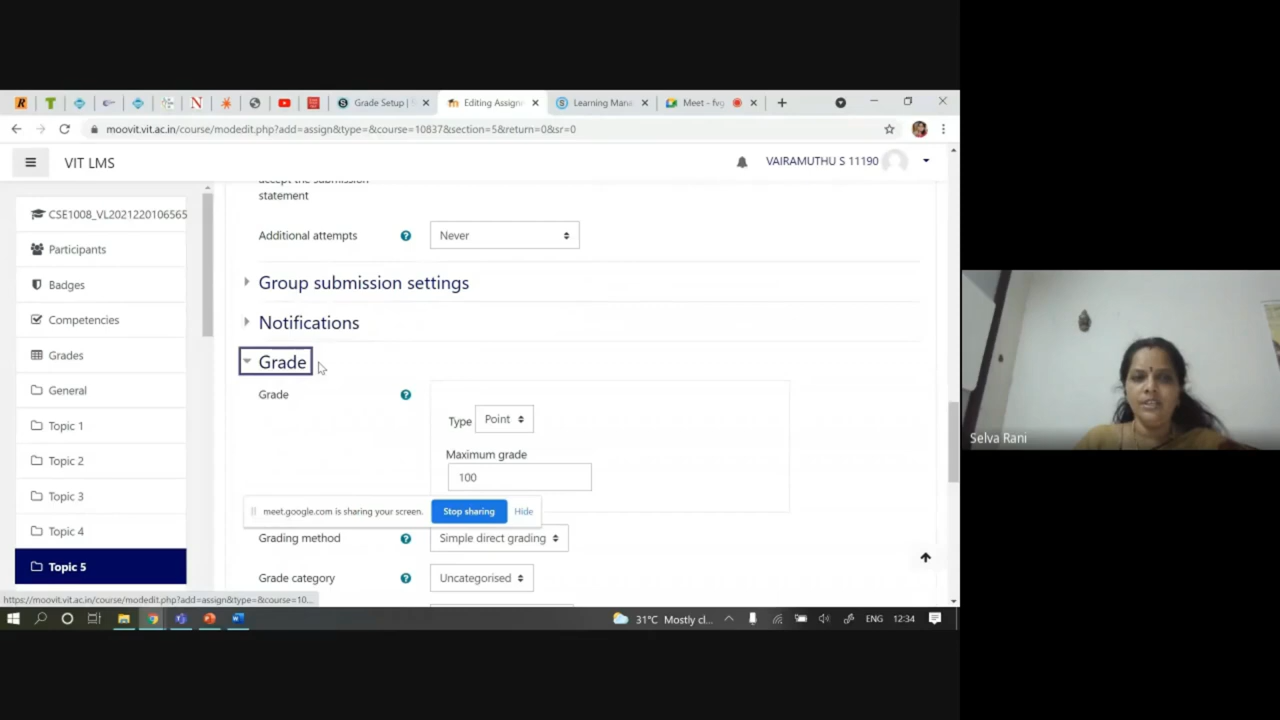 Grade Setup |
Editing Assign
Learning Man
Meet - fvg
moovit.vit.ac.in/course/modedit.php?add=assign&type=&course=10837&section=5&return=0&sr=0
VIT LMS
VAIRAMUTHU S 11190
CSE1008_VL2021220106565
Participants
Badges
Competencies
Grades
General
Topic 1
Topic 2
Topic 3
Topic 4
Topic 5
accept the submission
statement
Additional attempts
Never
Group submission settings
Notifications
Grade
Grade
Type Point
Maximum grade
100
meet.google.com is sharing your screen. Stop sharing Hide
Grading method
Simple direct grading
Grade category
Uncategorised
https://moovit.vit.ac.in/course/modedit.php?add=assign&type=&course=10...
31°C Mostly cl... ENG 12:34
Selva Rani